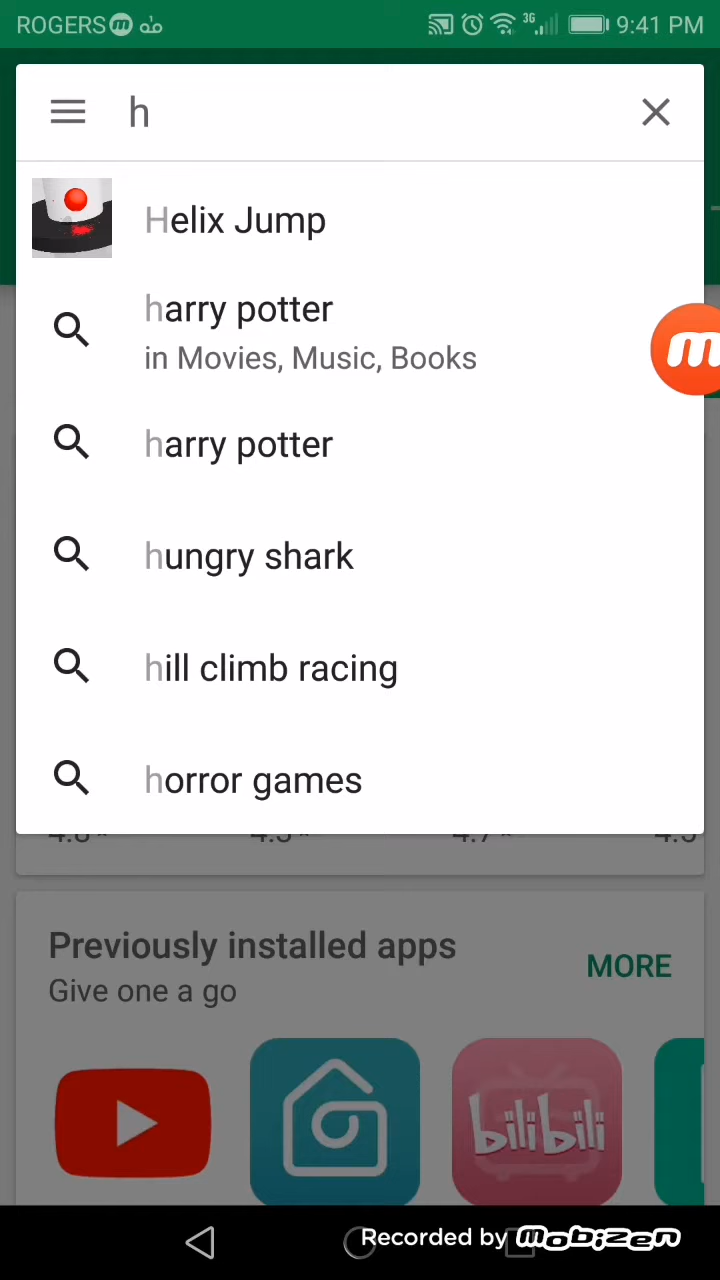 ROGERS
3G
9:41 PM
h
Helix Jump
harry potter
in Movies, Music, Books
harry potter
hungry shark
hill climb racing
horror games
Previously installed apps
MORE
Give one a go
bilibili
Recorded by mobizen